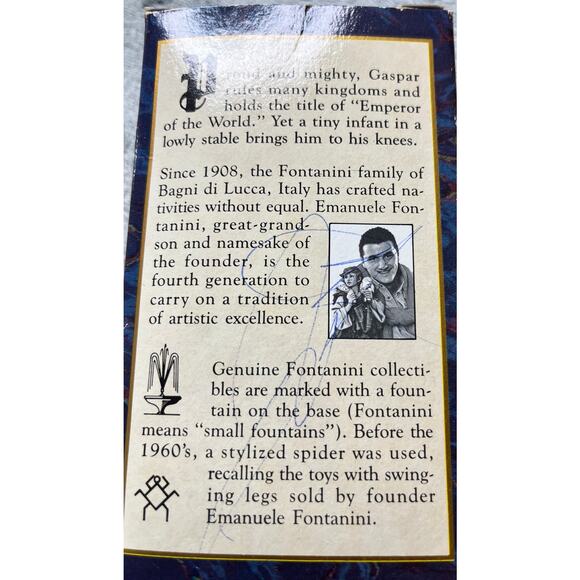 Proud and mighty, Gaspar
rules many kingdoms and
holds the title of “Emperor
of the World.” Yet a tiny infant in a
lowly stable brings him to his knees.
Since 1908, the Fontanini family of
Bagni di Lucca, Italy has crafted na-
tivities without equal. Emanuele Fon-
tanini, great-grand-
son and namesake of
the founder, is the
fourth generation to
carry on a tradition
of artistic excellence.
Genuine Fontanini collecti-
bles are marked with a foun-
tain on the base (Fontanini
means “small fountains”). Before the
1960's, a stylized spider was used,
recalling the toys with swing-
ing legs sold by founder
Emanuele Fontanini.